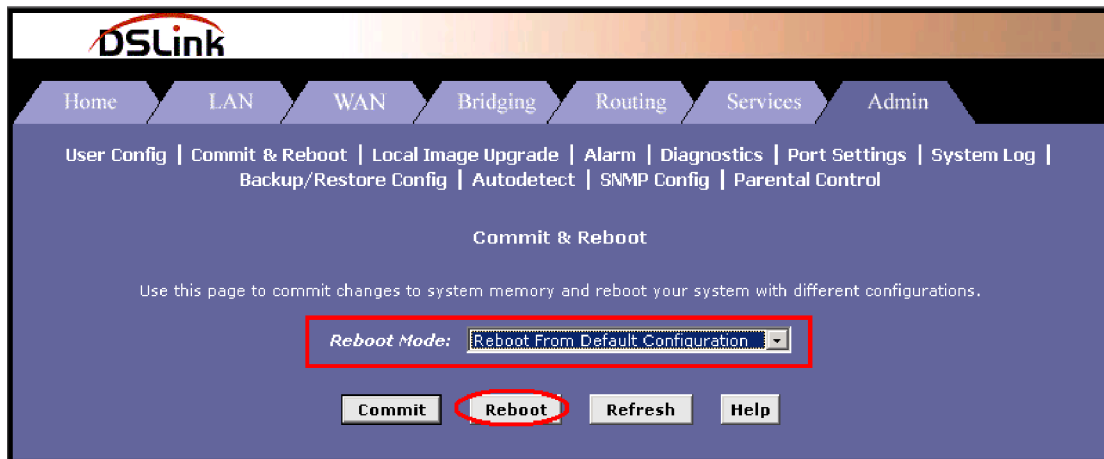 DSLink
Home LAN WAN Bridging Routing Services Admin
User Config | Commit & Reboot | Local Image Upgrade | Alarm | Diagnostics | Port Settings | System Log |
Backup/Restore Config | Autodetect | SNMP Config | Parental Control
Commit & Reboot
Use this page to commit changes to system memory and reboot your system with different configurations.
Reboot Mode: Reboot From Default Configuration
Commit Reboot Refresh Help